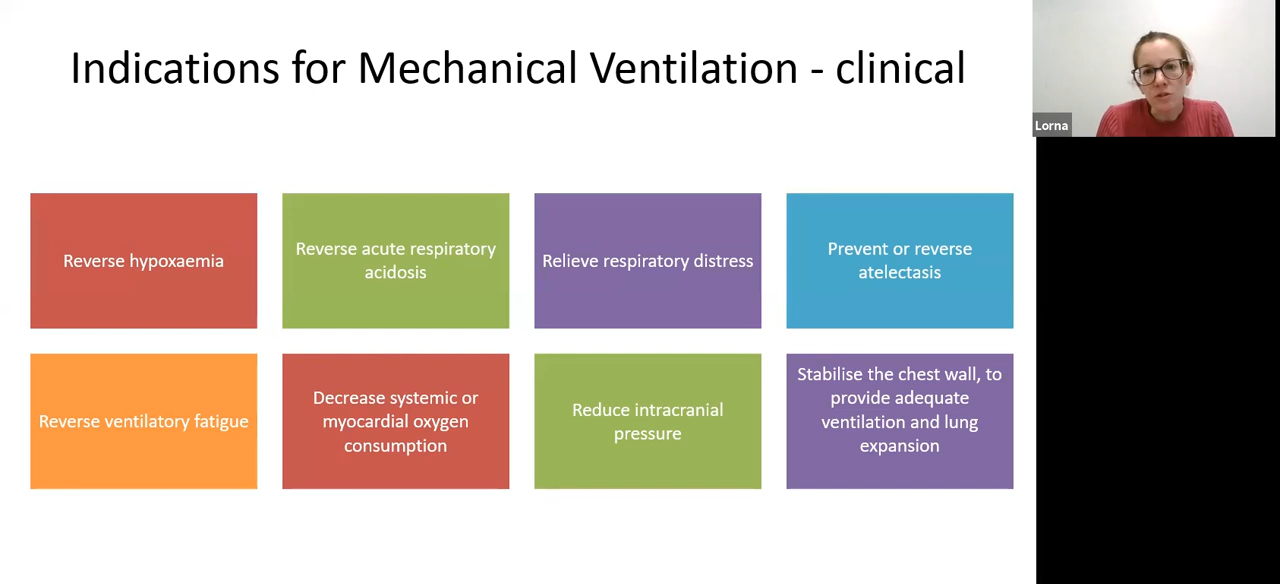 Indications for Mechanical Ventilation - clinical
Lorna
Reverse hypoxaemia
Reverse acute respiratory
acidosis
Relieve respiratory distress
Prevent or reverse
atelectasis
Reverse ventilatory fatigue
Decrease systemic or
myocardial oxygen
consumption
Reduce intracranial
pressure
Stabilise the chest wall, to
provide adequate
ventilation and lung
expansion